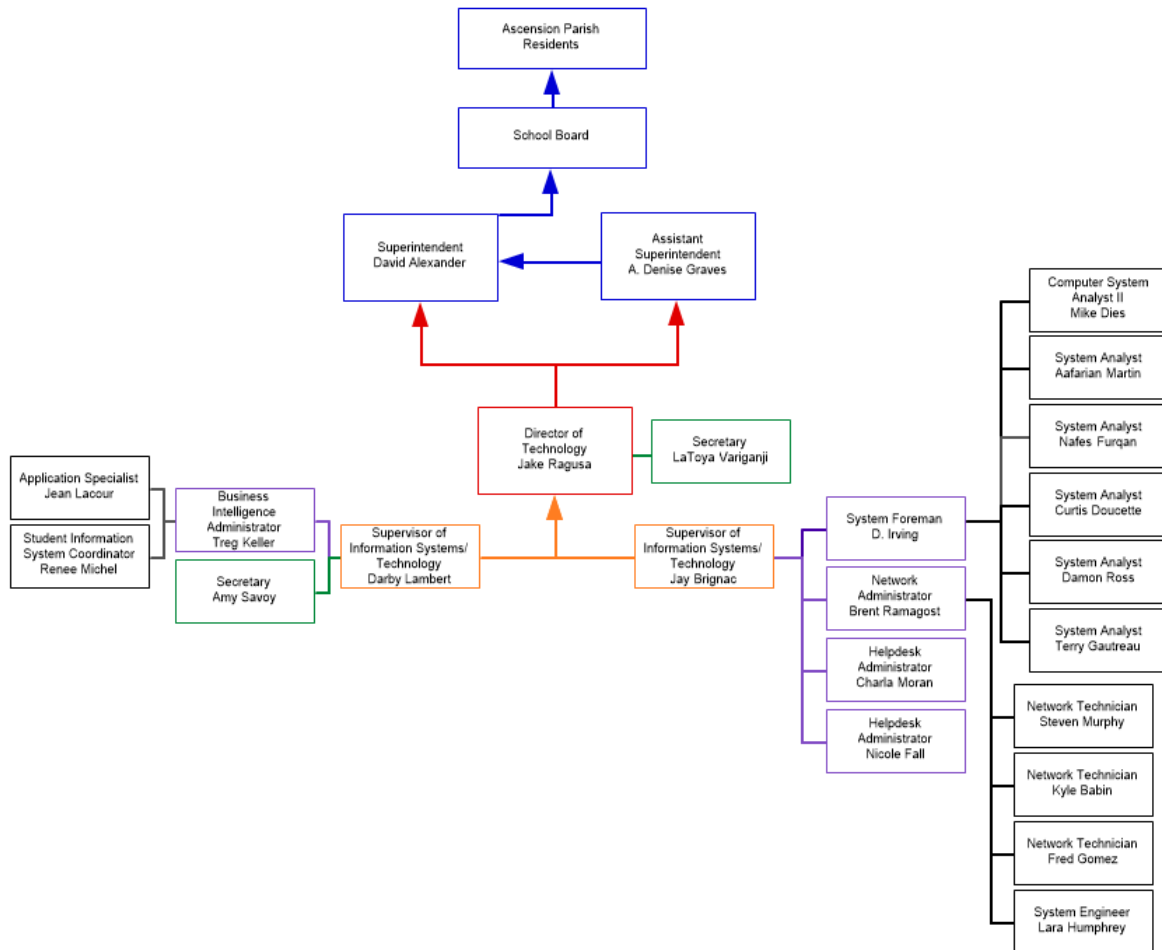 Ascension Parish
Residents
School Board
Superintendent
David Alexander
Assistant
Superintendent
A. Denise Graves
Director of
Technology
Jake Ragusa
Secretary
LaToya Variganji
Application Specialist
Jean Lacour
Student Information
System Coordinator
Renee Michel
Business
Intelligence
Administrator
Treg Keller
Secretary
Amy Savoy
Supervisor of
Information Systems/
Technology
Darby Lambert
Supervisor of
Information Systems/
Technology
Jay Brignac
System Foreman
D. Irving
Network
Administrator
Brent Ramagost
Helpdesk
Administrator
Charla Moran
Helpdesk
Administrator
Nicole Fall
Computer System
Analyst II
Mike Dies
System Analyst
Aafarian Martin
System Analyst
Nafes Furqan
System Analyst
Curtis Doucette
System Analyst
Damon Ross
System Analyst
Terry Gautreau
Network Technician
Steven Murphy
Network Technician
Kyle Babin
Network Technician
Fred Gomez
System Engineer
Lara Humphrey